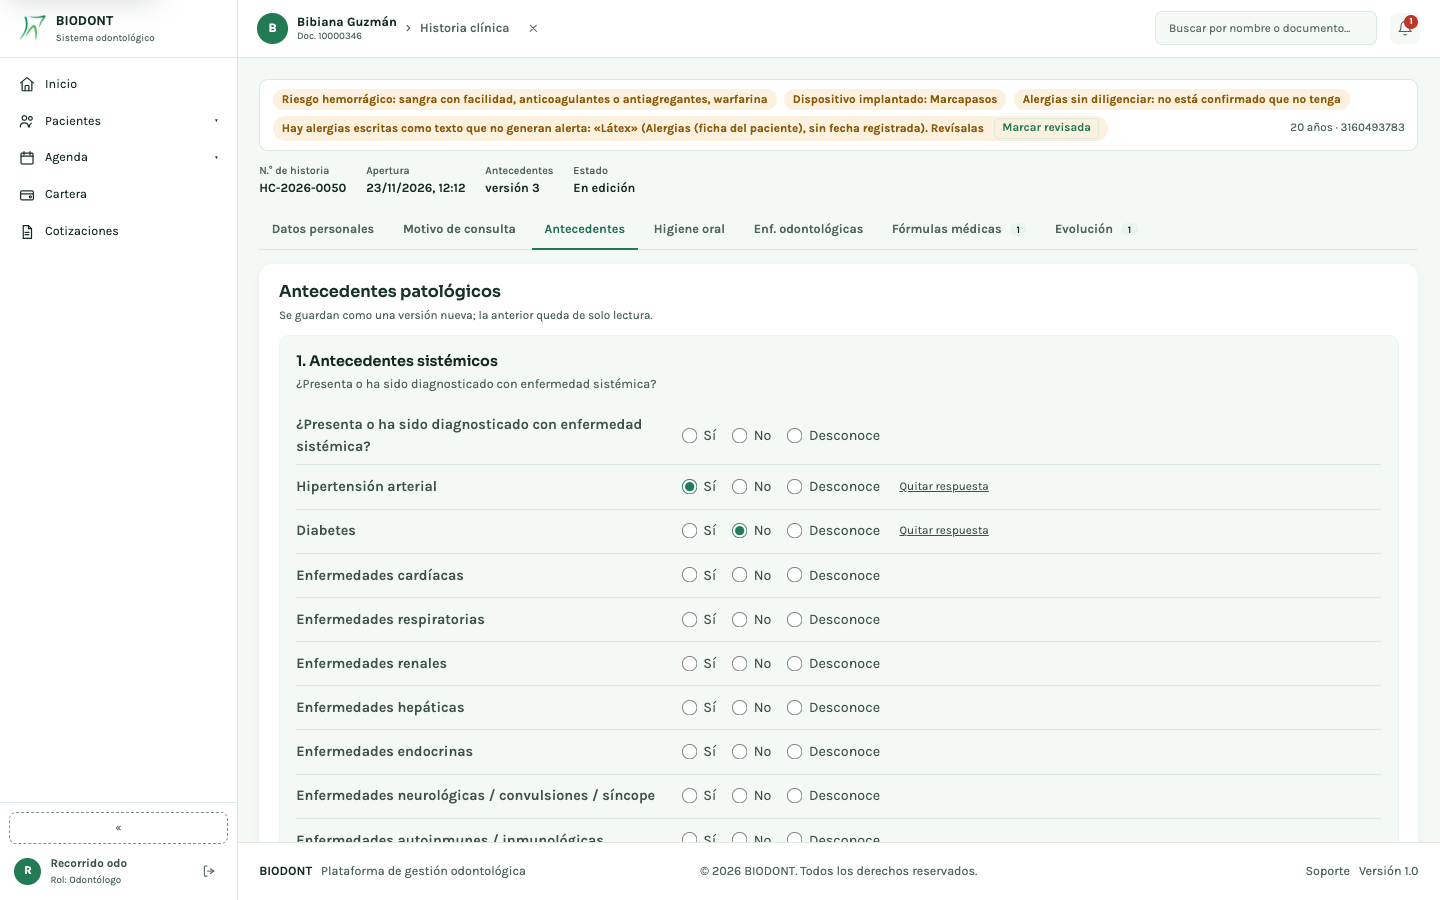 BIODONT
Sistema odontológico
Inicio
Pacientes
Agenda
Cartera
Cotizaciones
«
R
Recorrido odo
Rol: Odontólogo
B
Bibiana Guzmán
Doc. 10000346
› Historia clínica ×
Buscar por nombre o documento...
1
Riesgo hemorrágico: sangra con facilidad, anticoagulantes o antiagregantes, warfarina
Dispositivo implantado: Marcapasos
Alergias sin diligenciar: no está confirmado que no tenga
Hay alergias escritas como texto que no generan alerta: «Látex» (Alergias (ficha del paciente), sin fecha registrada). Revísalas
Marcar revisada
20 años · 3160493783
N.° de historia
HC-2026-0050
Apertura
23/11/2026, 12:12
Antecedentes
versión 3
Estado
En edición
Datos personales
Motivo de consulta
Antecedentes
Higiene oral
Enf. odontológicas
Fórmulas médicas 1
Evolución 1
Antecedentes patológicos
Se guardan como una versión nueva; la anterior queda de solo lectura.
1. Antecedentes sistémicos
¿Presenta o ha sido diagnosticado con enfermedad sistémica?
¿Presenta o ha sido diagnosticado con enfermedad
sistémica?
Sí No Desconoce
Hipertensión arterial Sí No Desconoce Quitar respuesta
Diabetes Sí No Desconoce Quitar respuesta
Enfermedades cardíacas Sí No Desconoce
Enfermedades respiratorias Sí No Desconoce
Enfermedades renales Sí No Desconoce
Enfermedades hepáticas Sí No Desconoce
Enfermedades endocrinas Sí No Desconoce
Enfermedades neurológicas / convulsiones / síncope Sí No Desconoce
Enfermedades autoinmunes / inmunológicas Sí No Desconoce
BIODONT Plataforma de gestión odontológica
© 2026 BIODONT. Todos los derechos reservados.
Soporte Versión 1.0